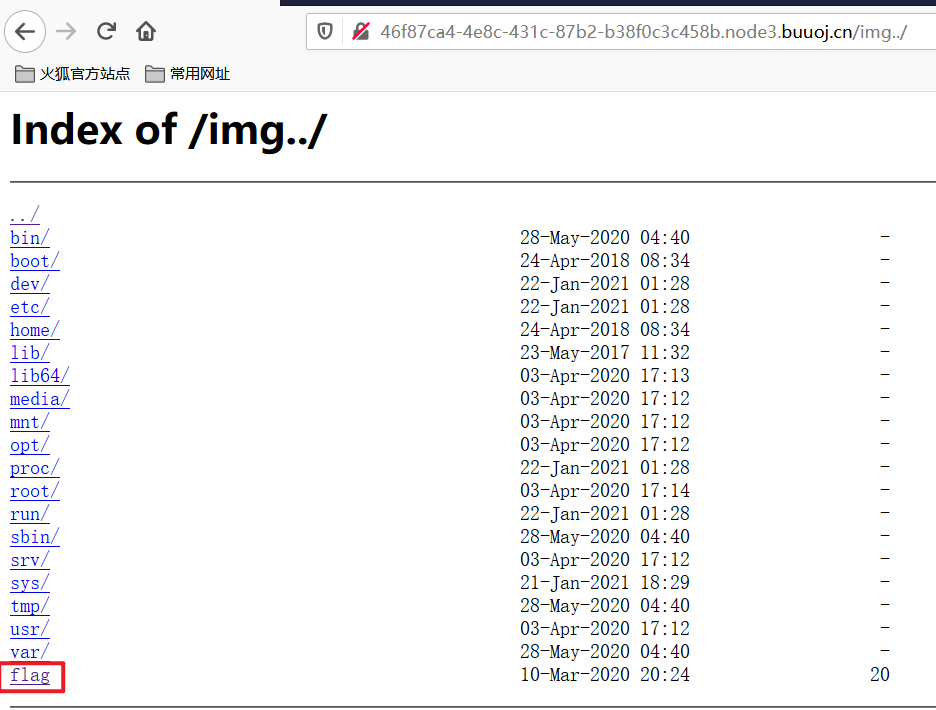 46f87ca4-4e8c-431c-87b2-b38f0c3c458b.node3.buuoj.cn/img../
火狐官方站点 常用网址
Index of /img../
../
bin/ 28-May-2020 04:40 -
boot/ 24-Apr-2018 08:34 -
dev/ 22-Jan-2021 01:28 -
etc/ 22-Jan-2021 01:28 -
home/ 24-Apr-2018 08:34 -
lib/ 23-May-2017 11:32 -
lib64/ 03-Apr-2020 17:13 -
media/ 03-Apr-2020 17:12 -
mnt/ 03-Apr-2020 17:12 -
opt/ 03-Apr-2020 17:12 -
proc/ 22-Jan-2021 01:28 -
root/ 03-Apr-2020 17:14 -
run/ 22-Jan-2021 01:28 -
sbin/ 28-May-2020 04:40 -
srv/ 03-Apr-2020 17:12 -
sys/ 21-Jan-2021 18:29 -
tmp/ 28-May-2020 04:40 -
usr/ 03-Apr-2020 17:12 -
var/ 28-May-2020 04:40 -
flag 10-Mar-2020 20:24 20